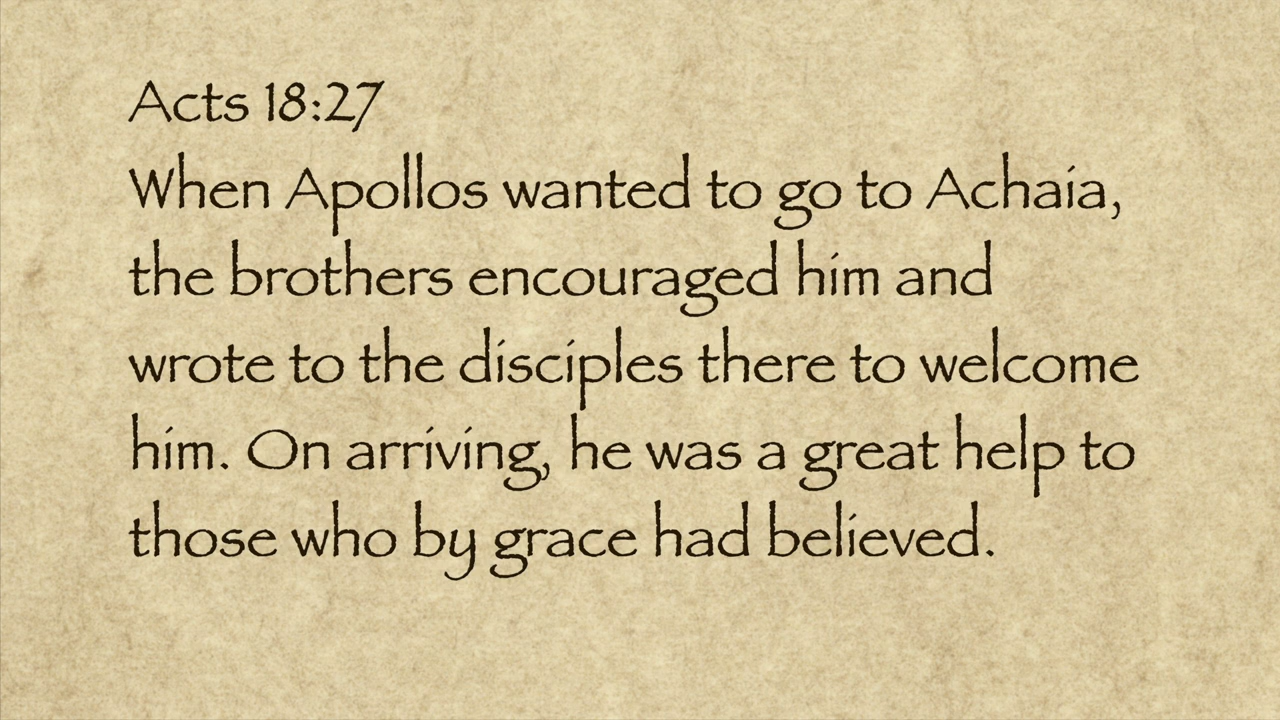 Acts 18:27
When Apollos wanted to go to Achaia,
the brothers encouraged him and
wrote to the disciples there to welcome
him. On arriving, he was a great help to
those who by grace had believed.